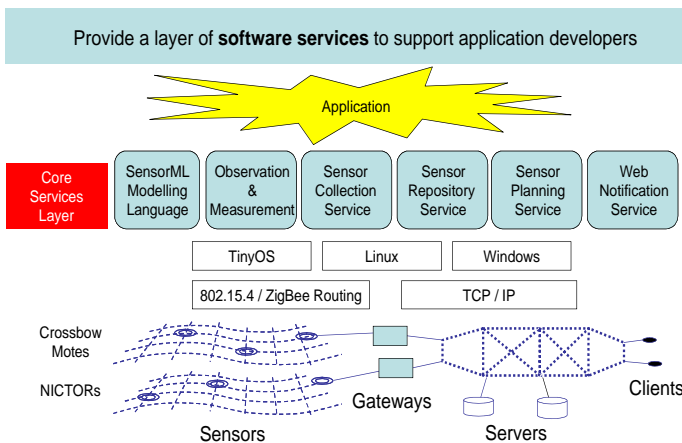 Provide a layer of software services to support application developers
Application
Core
Services
Layer
SensorML
Modelling
Language
Observation
&
Measurement
Sensor
Collection
Service
Sensor
Repository
Service
Sensor
Planning
Service
Web
Notification
Service
TinyOS
Linux
Windows
802.15.4 / ZigBee Routing
TCP / IP
Crossbow
Motes
NICTORs
Gateways
Clients
Sensors
Servers